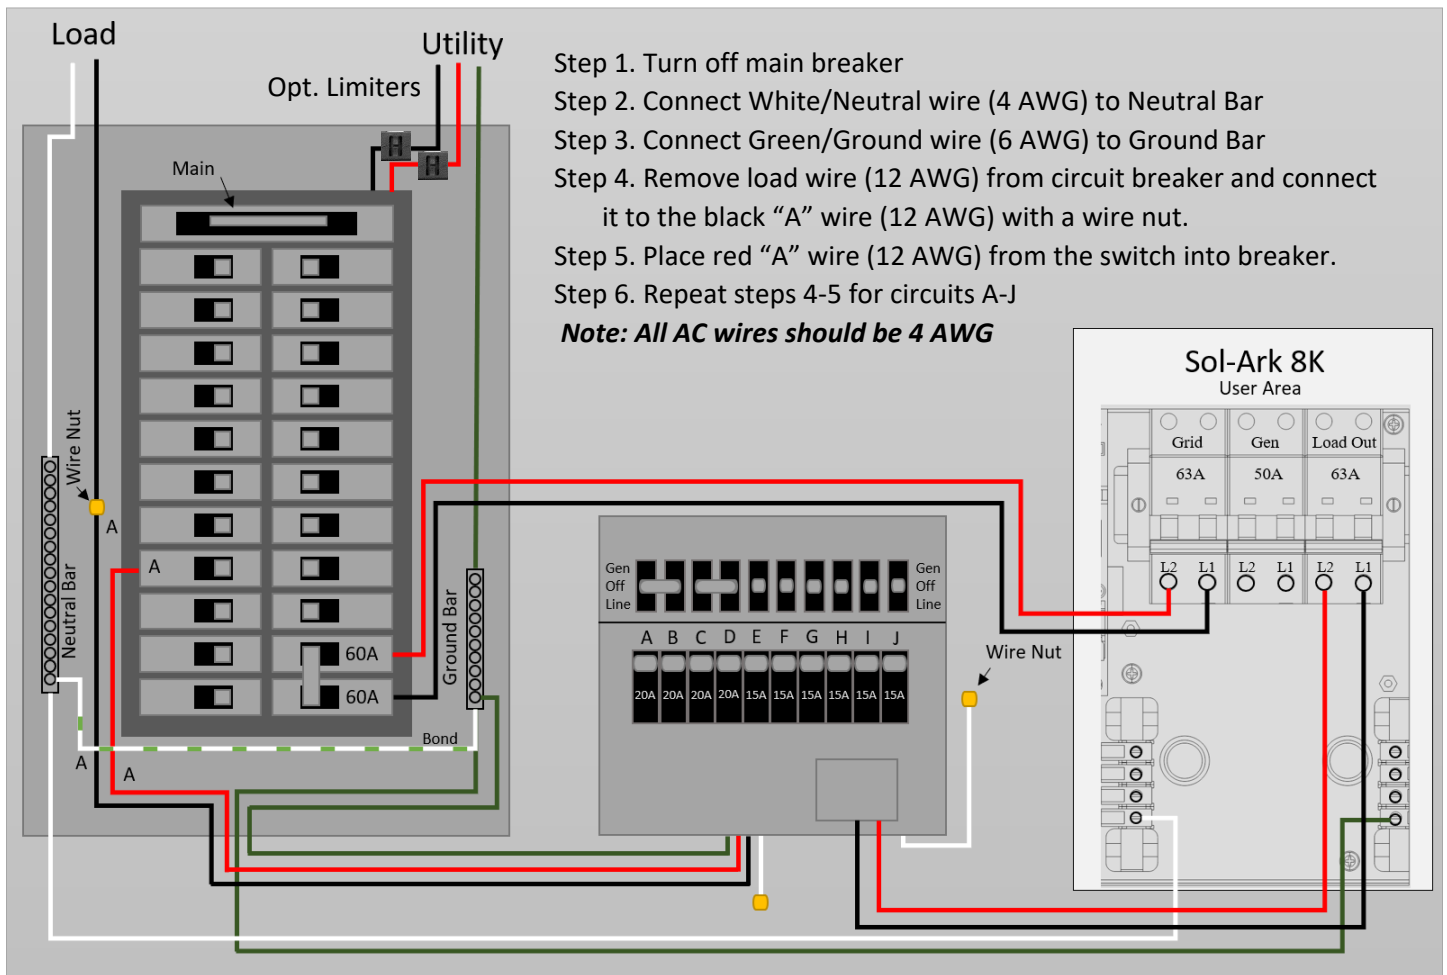 Load
Utility
Opt. Limiters
Step 1. Turn off main breaker
Step 2. Connect White/Neutral wire (4 AWG) to Neutral Bar
Step 3. Connect Green/Ground wire (6 AWG) to Ground Bar
Step 4. Remove load wire (12 AWG) from circuit breaker and connect
it to the black “A” wire (12 AWG) with a wire nut.
Step 5. Place red “A” wire (12 AWG) from the switch into breaker.
Step 6. Repeat steps 4-5 for circuits A-J
Note: All AC wires should be 4 AWG
H
H
Main
Wire Nut
A
A
Neutral Bar
Ground Bar
60A
60A
Bond
A
A
Gen
Off
Line
Gen
Off
Line
A B C D E F G H I J
20A 20A 20A 20A 15A 15A 15A 15A 15A 15A
Wire Nut
Sol-Ark 8K
User Area
Grid Gen Load Out
63A 50A 63A
L2 L1 L2 L1 L2 L1